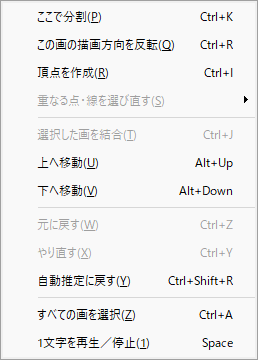 ここで分割(P) Ctrl+K
この画の描画方向を反転(Q) Ctrl+R
頂点を作成(R) Ctrl+I
重なる点・線を選び直す(S)
選択した画を結合(T) Ctrl+J
上へ移動(U) Alt+Up
下へ移動(V) Alt+Down
元に戻す(W) Ctrl+Z
やり直す(X) Ctrl+Y
自動推定に戻す(Y) Ctrl+Shift+R
すべての画を選択(Z) Ctrl+A
1文字を再生/停止(1) Space